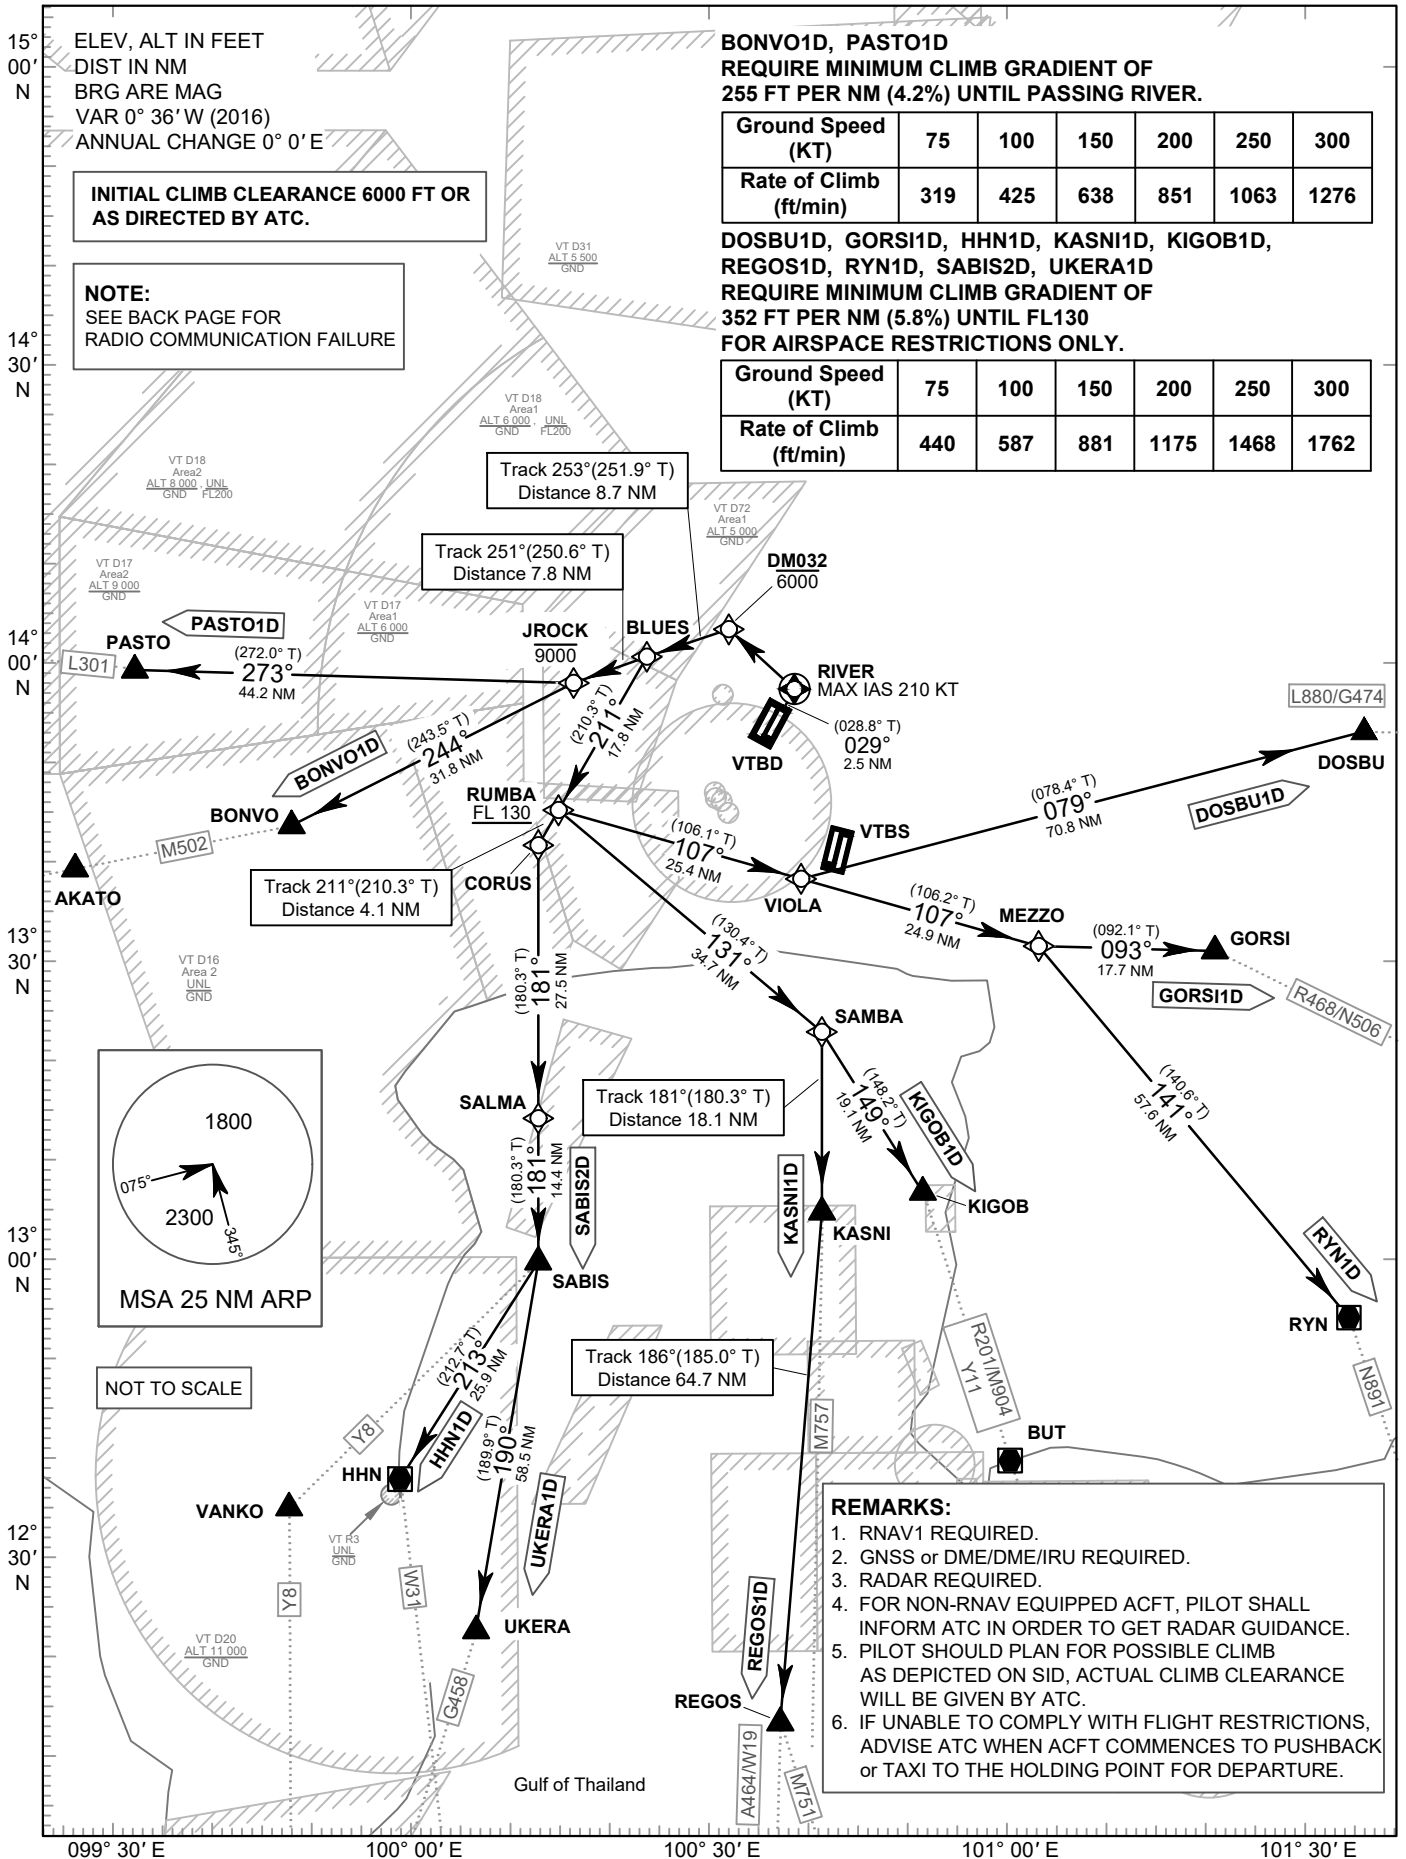 15°
00′
N
14°
30′
N
14°
00′
N
13°
30′
N
13°
00′
N
12°
30′
N
ELEV, ALT IN FEET
DIST IN NM
BRG ARE MAG
VAR 0° 36′ W (2016)
ANNUAL CHANGE 0° 0′ E
INITIAL CLIMB CLEARANCE 6000 FT OR
AS DIRECTED BY ATC.
NOTE:
SEE BACK PAGE FOR
RADIO COMMUNICATION FAILURE
BONVO1D, PASTO1D
REQUIRE MINIMUM CLIMB GRADIENT OF
255 FT PER NM (4.2%) UNTIL PASSING RIVER.
Ground Speed (KT) 75 100 150 200 250 300
Rate of Climb (ft/min) 319 425 638 851 1063 1276
DOSBU1D, GORSI1D, HHN1D, KASNI1D, KIGOB1D,
REGOS1D, RYN1D, SABIS2D, UKERA1D
REQUIRE MINIMUM CLIMB GRADIENT OF
352 FT PER NM (5.8%) UNTIL FL130
FOR AIRSPACE RESTRICTIONS ONLY.
Ground Speed (KT) 75 100 150 200 250 300
Rate of Climb (ft/min) 440 587 881 1175 1468 1762
VT D31
ALT 5 500
GND
VT D18
Area1
ALT 6 000 , UNL
GND FL200
VT D18
Area2
ALT 8 000 , UNL
GND FL200
VT D72
Area1
ALT 5 000
GND
VT D17
Area2
ALT 9 000
GND
VT D17
Area1
ALT 6 000
GND
Track 253°(251.9° T)
Distance 8.7 NM
Track 251°(250.6° T)
Distance 7.8 NM
DM032
6000
PASTO1D
PASTO
L301
(272.0° T)
273°
44.2 NM
JROCK
9000
BLUES
RIVER
MAX IAS 210 KT
(028.8° T)
029°
2.5 NM
VTBD
L880/G474
DOSBU
(210.3° T)
211°
17.8 NM
(243.5° T)
244°
31.8 NM
BONVO1D
BONVO
M502
AKATO
RUMBA
FL 130
CORUS
Track 211°(210.3° T)
Distance 4.1 NM
(106.1° T)
107°
25.4 NM
VTBS
VIOLA
(078.4° T)
079°
70.8 NM
DOSBU1D
(106.2° T)
107°
24.9 NM
MEZZO
(092.1° T)
093°
17.7 NM
GORSI
GORSI1D
R468/N506
VT D16
Area 2
UNL
GND
(180.3° T)
181°
27.5 NM
(130.4° T)
131°
34.7 NM
SAMBA
1800
075°
2300
345°
MSA 25 NM ARP
SALMA
(180.3° T)
181°
14.4 NM
SABIS2D
SABIS
Track 181°(180.3° T)
Distance 18.1 NM
(148.2° T)
149°
19.1 NM
KIGOB1D
KIGOB
KASNI1D
KASNI
(140.6° T)
141°
57.6 NM
RYN1D
RYN
N891
NOT TO SCALE
(212.7° T)
213°
25.9 NM
Y8
HHN1D
HHN
VANKO
VT R3
UNL
GND
Y8
W31
(189.9° T)
190°
58.5 NM
UKERA1D
UKERA
G458
VT D20
ALT 11 000
GND
Track 186°(185.0° T)
Distance 64.7 NM
M757
R201/M904
Y11
BUT
REGOS1D
REGOS
A464/W19
M751
Gulf of Thailand
REMARKS:
1. RNAV1 REQUIRED.
2. GNSS or DME/DME/IRU REQUIRED.
3. RADAR REQUIRED.
4. FOR NON-RNAV EQUIPPED ACFT, PILOT SHALL
INFORM ATC IN ORDER TO GET RADAR GUIDANCE.
5. PILOT SHOULD PLAN FOR POSSIBLE CLIMB
AS DEPICTED ON SID, ACTUAL CLIMB CLEARANCE
WILL BE GIVEN BY ATC.
6. IF UNABLE TO COMPLY WITH FLIGHT RESTRICTIONS,
ADVISE ATC WHEN ACFT COMMENCES TO PUSHBACK
or TAXI TO THE HOLDING POINT FOR DEPARTURE.
099° 30′ E
100° 00′ E
100° 30′ E
101° 00′ E
101° 30′ E